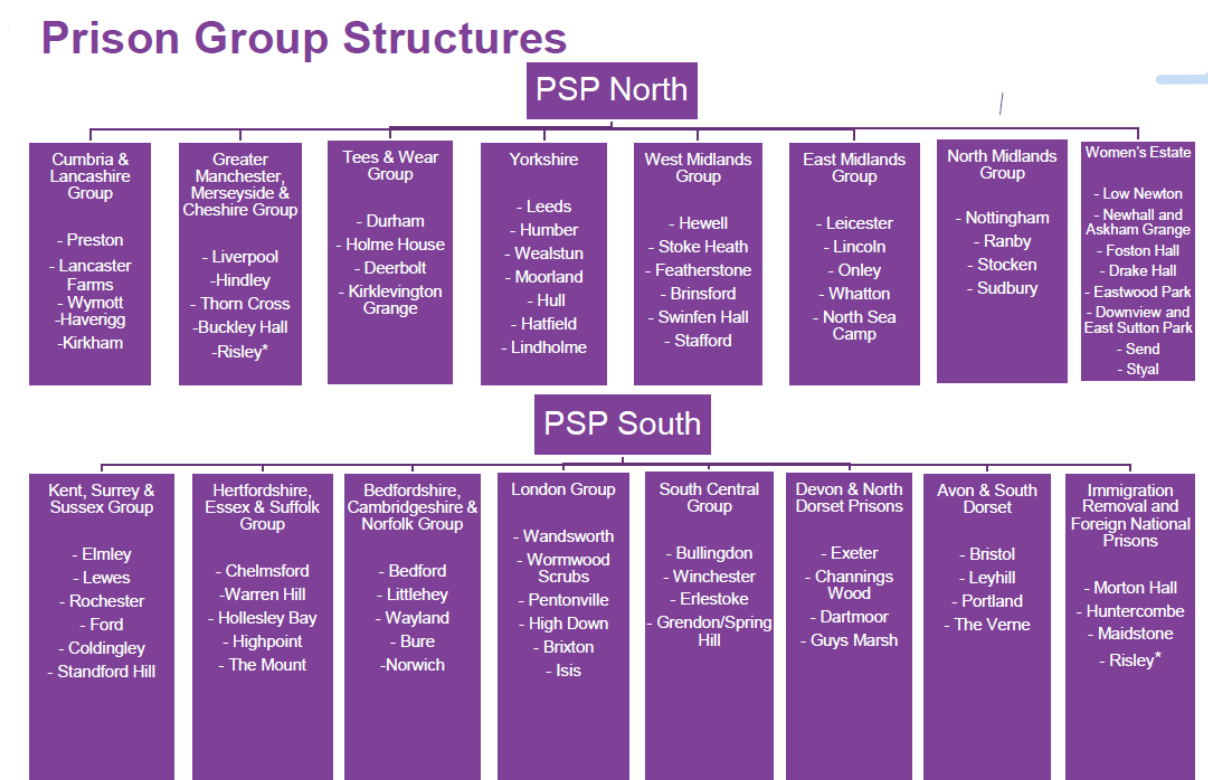 Prison Group Structures
PSP North
Cumbria &
Lancashire
Group
- Preston
- Lancaster
Farms
- Wymott
-Haverigg
-Kirkham
Greater
Manchester,
Merseyside &
Cheshire Group
- Liverpool
-Hindley
- Thorn Cross
-Buckley Hall
-Risley*
Tees & Wear
Group
- Durham
- Holme House
- Deerbolt
- Kirklevington
Grange
Yorkshire
- Leeds
- Humber
- Wealstun
- Moorland
- Hull
- Hatfield
- Lindholme
West Midlands
Group
- Hewell
- Stoke Heath
- Featherstone
- Brinsford
- Swinfen Hall
- Stafford
East Midlands
Group
- Leicester
- Lincoln
- Onley
- Whatton
- North Sea
Camp
North Midlands
Group
- Nottingham
- Ranby
- Stocken
- Sudbury
Women's Estate
- Low Newton
- Newhall and
Askham Grange
- Foston Hall
- Drake Hall
- Eastwood Park
- Downview and
East Sutton Park
- Send
- Styal
PSP South
Kent, Surrey &
Sussex Group
- Elmley
- Lewes
- Rochester
- Ford
- Coldingley
- Standford Hill
Hertfordshire,
Essex & Suffolk
Group
- Chelmsford
-Warren Hill
- Hollesley Bay
- Highpoint
- The Mount
Bedfordshire,
Cambridgeshire &
Norfolk Group
- Bedford
- Littlehey
- Wayland
- Bure
-Norwich
London Group
- Wandsworth
- Wormwood
Scrubs
- Pentonville
- High Down
- Brixton
- Isis
South Central
Group
- Bullingdon
- Winchester
- Erlestoke
- Grendon/Spring
Hill
Devon & North
Dorset Prisons
- Exeter
- Channings
Wood
- Dartmoor
- Guys Marsh
Avon & South
Dorset
- Bristol
- Leyhill
- Portland
- The Verne
Immigration
Removal and
Foreign National
Prisons
- Morton Hall
- Huntercombe
- Maidstone
- Risley*